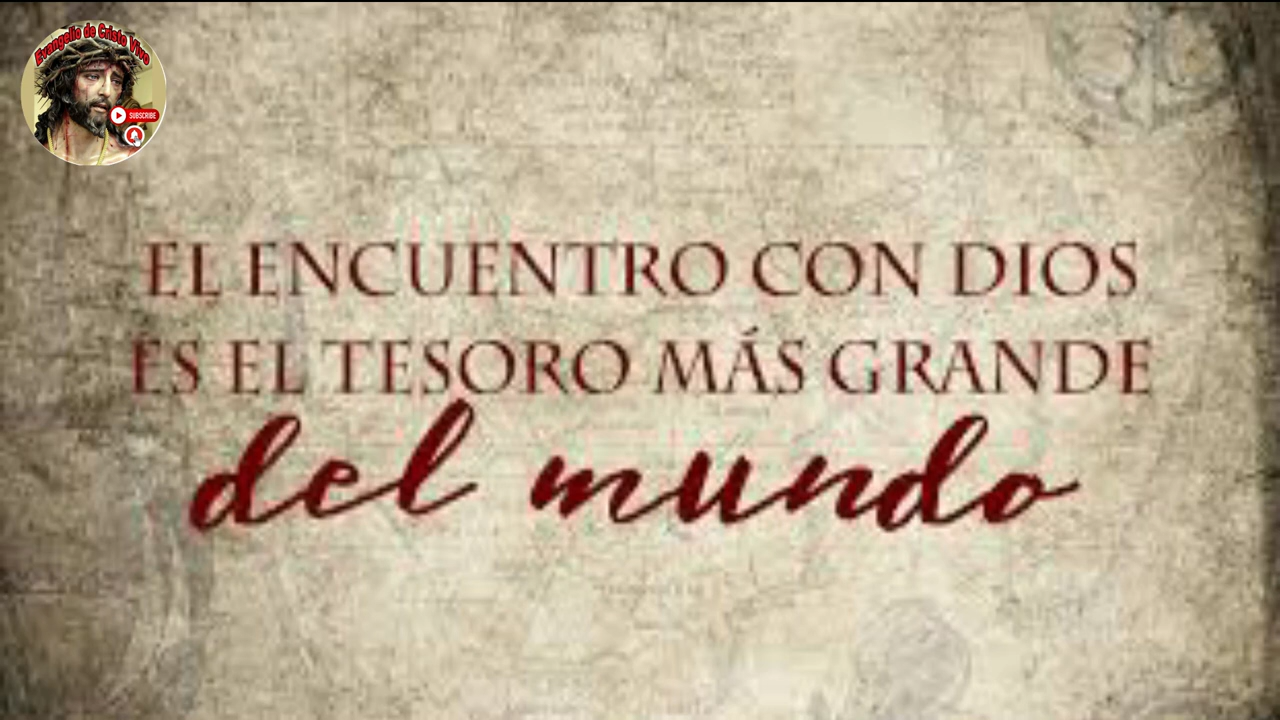 Evangelio de Cristo Vivo
SUBSCRIBE
EL ENCUENTRO CON DIOS
ES EL TESORO MÁS GRANDE
del mundo